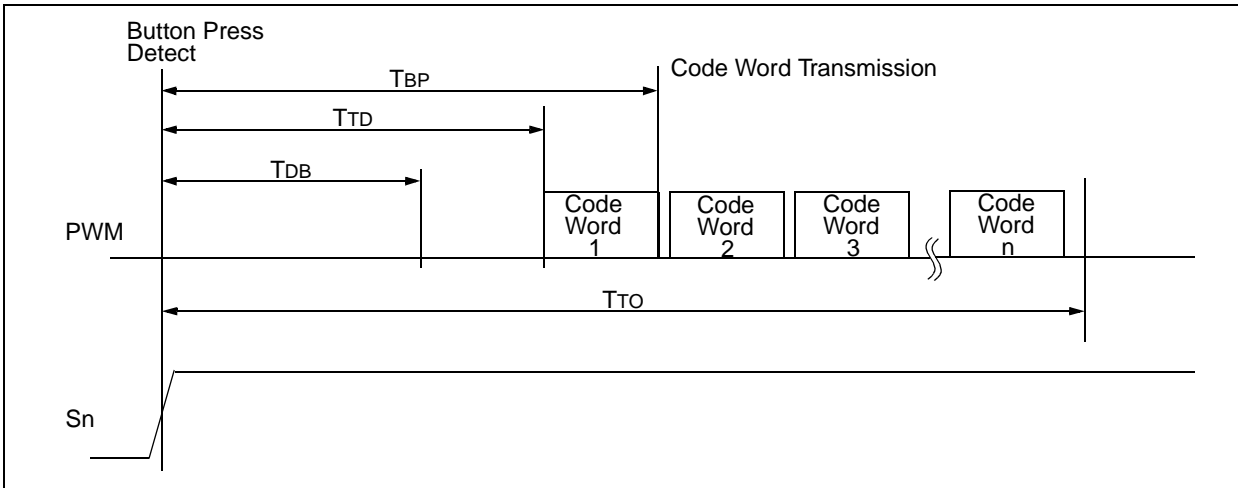 Button Press
Detect
Code Word Transmission
TBP
TTD
TDB
PWM
Code
Word
1
Code
Word
2
Code
Word
3
Code
Word
n
TTO
Sn